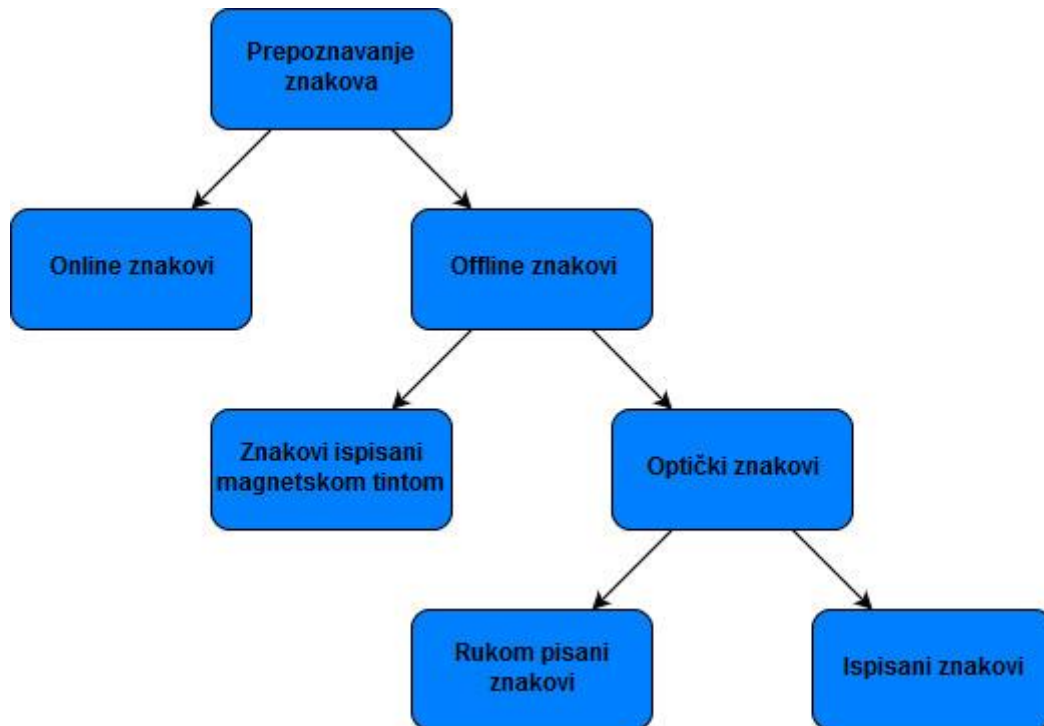 Prepoznavanje
znakova
Online znakovi
Offline znakovi
Znakovi ispisani
magnetskom tintom
Optički znakovi
Rukom pisani
znakovi
Ispisani znakovi